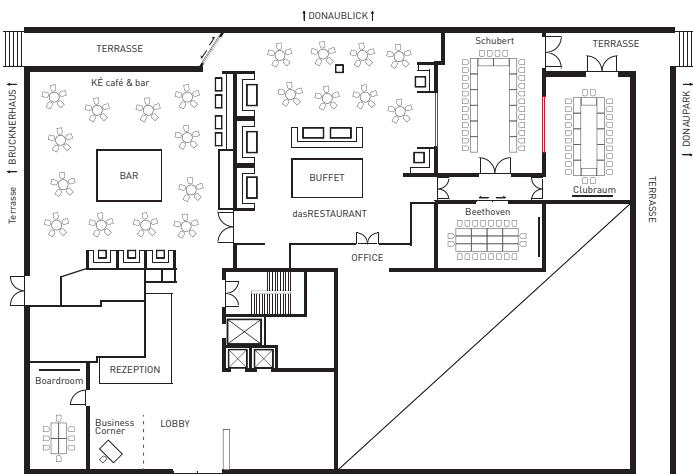 DONAUBLICK
TERRASSE
Schubert
TERRASSE
KÉ café & bar
BRUCKNERHAUS
Terrasse
DONAUPARK
BAR
BUFFET
Clubraum
TERRASSE
dasRESTAURANT
Beethoven
OFFICE
REZEPTION
Boardroom
Business
Corner
LOBBY